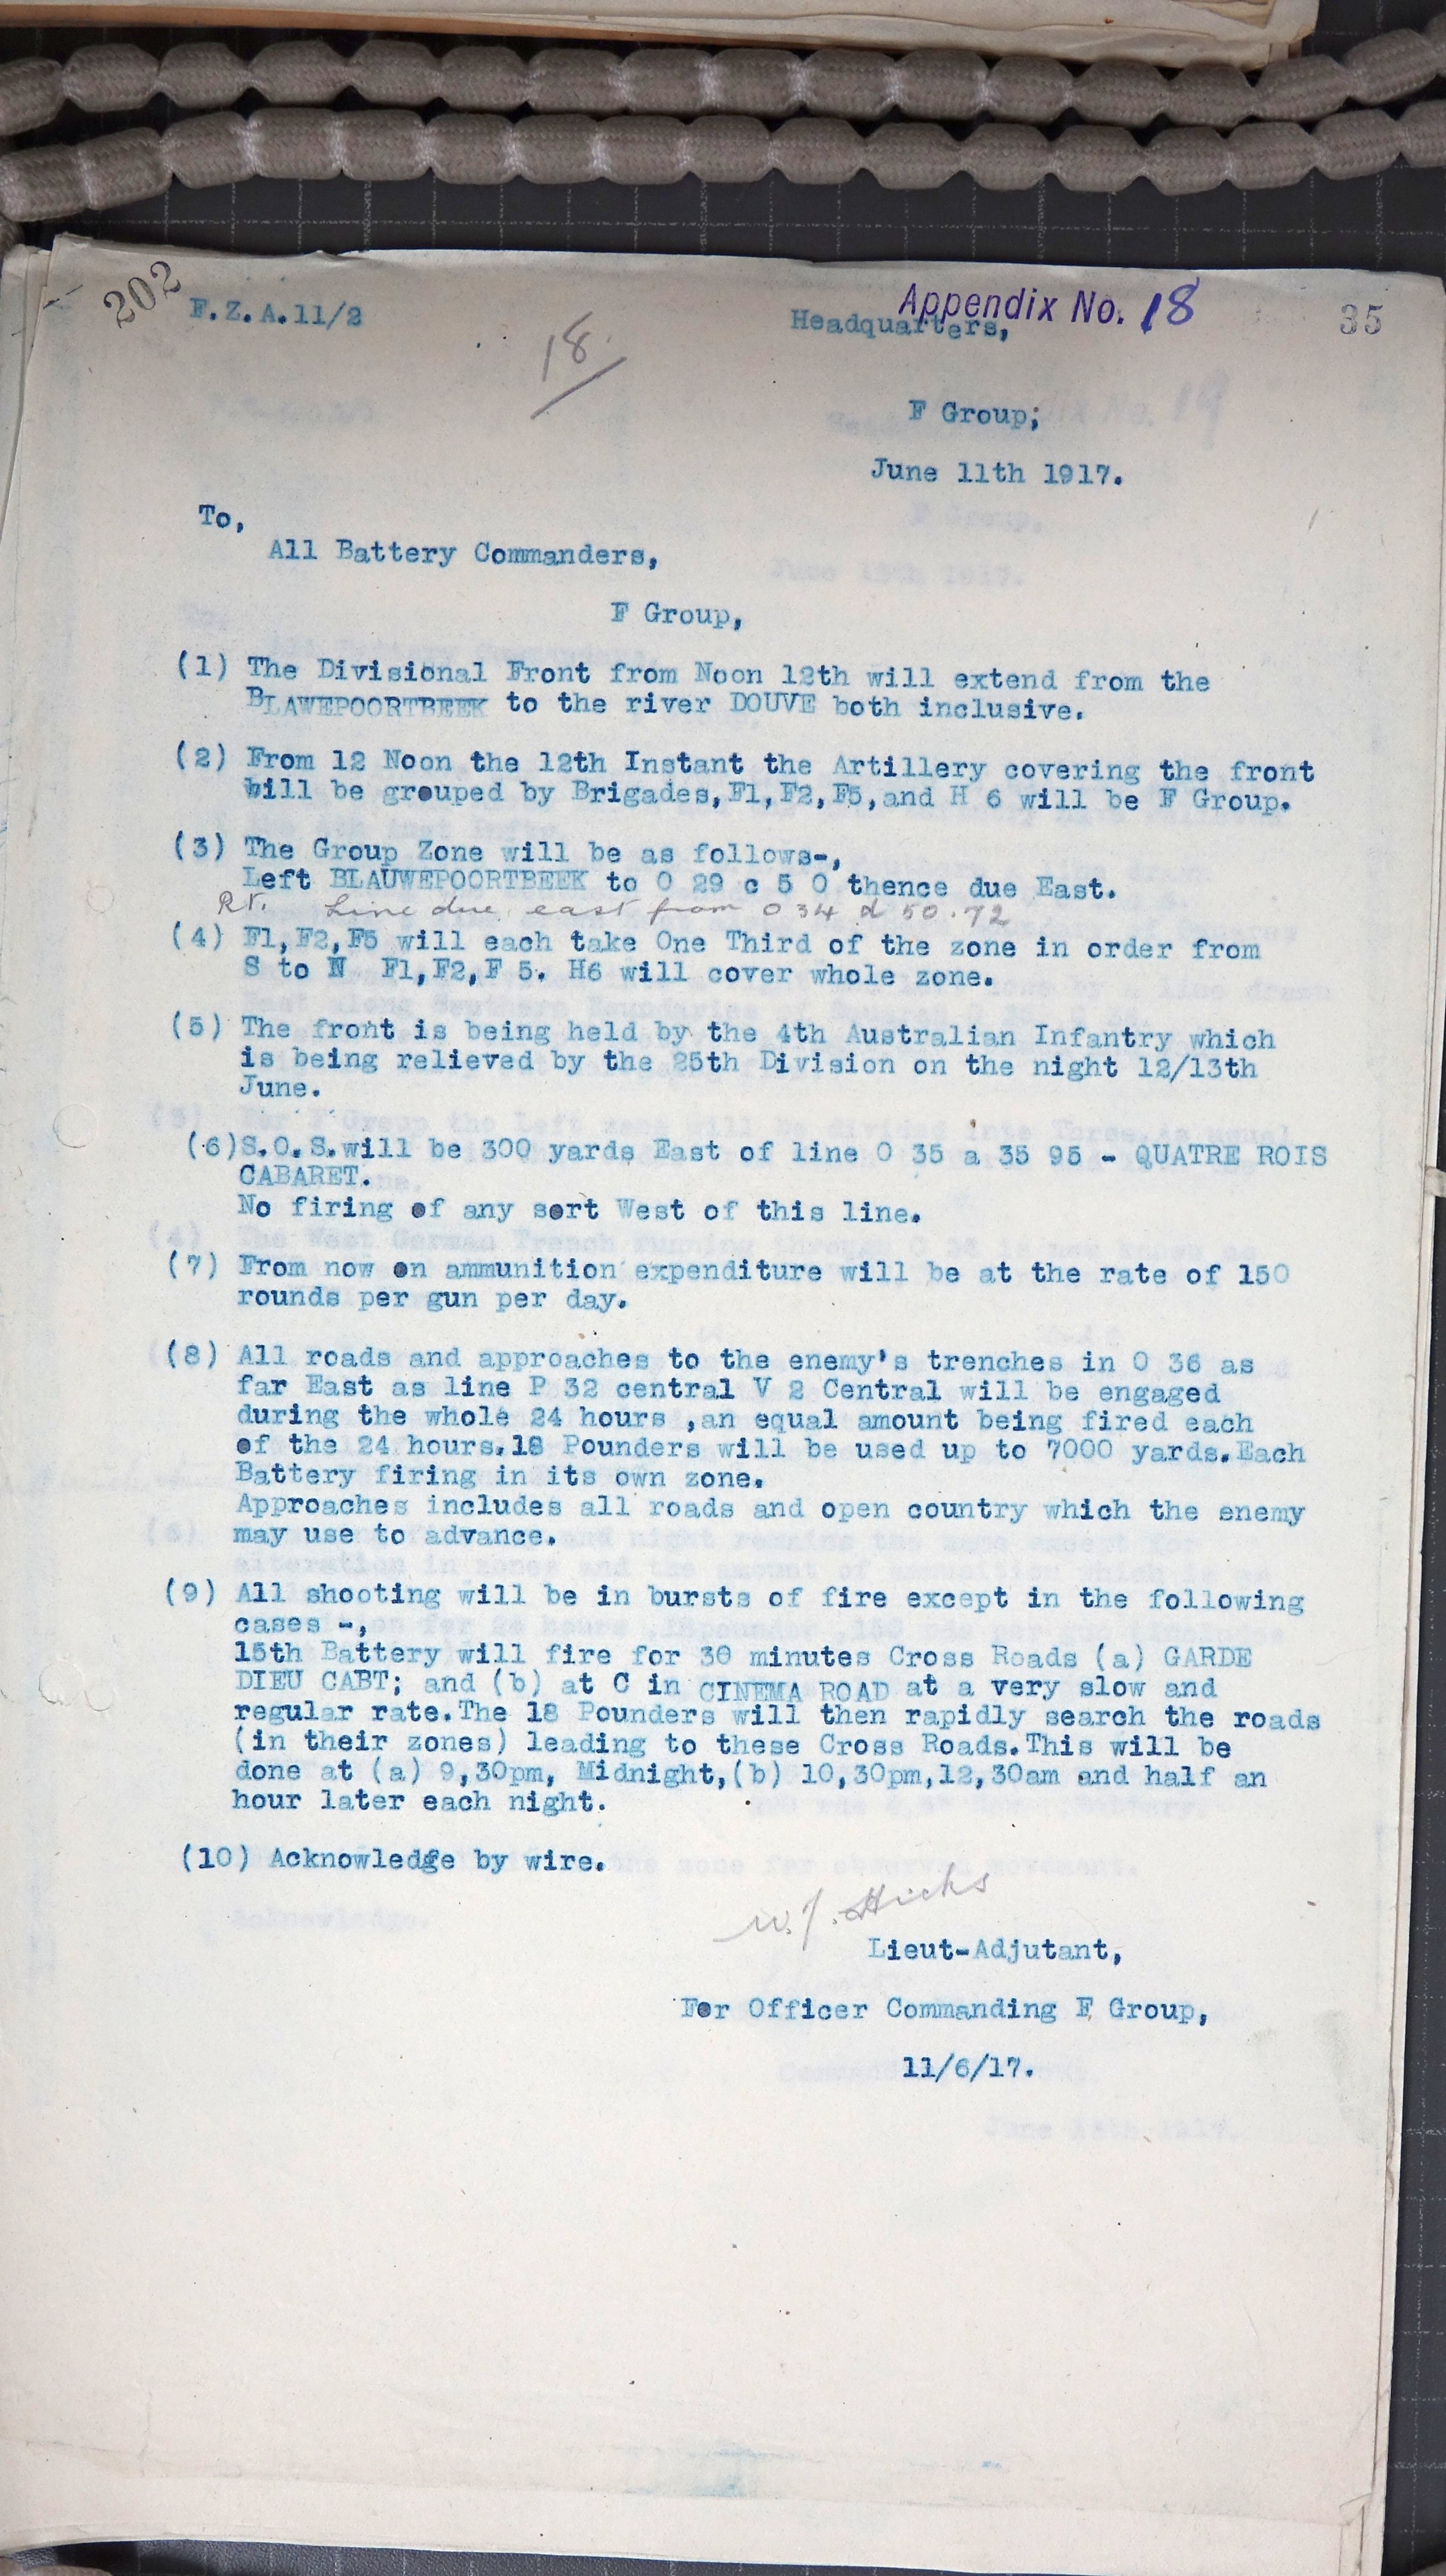 202
F.Z.A.11/2
Appendix No. 18
35
Headquarters,
18.
F Group;
June 11th 1917.
To,
All Battery Commanders,
F Group,
(1) The Divisional Front from Noon 12th will extend from the
BLAWEPOORTBEEK to the river DOUVE both inclusive.
(2) From 12 Noon the 12th Instant the Artillery covering the front
will be grouped by Brigades,F1,F2,F5,and H 6 will be F Group.
(3) The Group Zone will be as follows-,
Left BLAUWEPOORTBEEK to O 29 c 5 0 thence due East.
Rt. Line due east from O 34 d 50.72
(4) F1,F2,F5 will each take One Third of the zone in order from
S to N F1,F2,F 5. H6 will cover whole zone.
(5) The front is being held by the 4th Australian Infantry which
is being relieved by the 25th Division on the night 12/13th
June.
(6)S.O.S.will be 300 yards East of line O 35 a 35 95 - QUATRE ROIS
CABARET.
No firing of any sort West of this line.
(7) From now on ammunition expenditure will be at the rate of 150
rounds per gun per day.
(8) All roads and approaches to the enemy's trenches in O 36 as
far East as line P 32 central V 2 Central will be engaged
during the whole 24 hours ,an equal amount being fired each
of the 24 hours.18 Pounders will be used up to 7000 yards.Each
Battery firing in its own zone.
Approaches includes all roads and open country which the enemy
may use to advance.
(9) All shooting will be in bursts of fire except in the following
cases -,
15th Battery will fire for 30 minutes Cross Roads (a) GARDE
DIEU CABT; and (b) at C in CINEMA ROAD at a very slow and
regular rate.The 18 Pounders will then rapidly search the roads
(in their zones) leading to these Cross Roads.This will be
done at (a) 9,30pm, Midnight,(b) 10,30pm,12,30am and half an
hour later each night.
(10) Acknowledge by wire.
W.J. Hicks
Lieut-Adjutant,
For Officer Commanding F Group,
11/6/17.